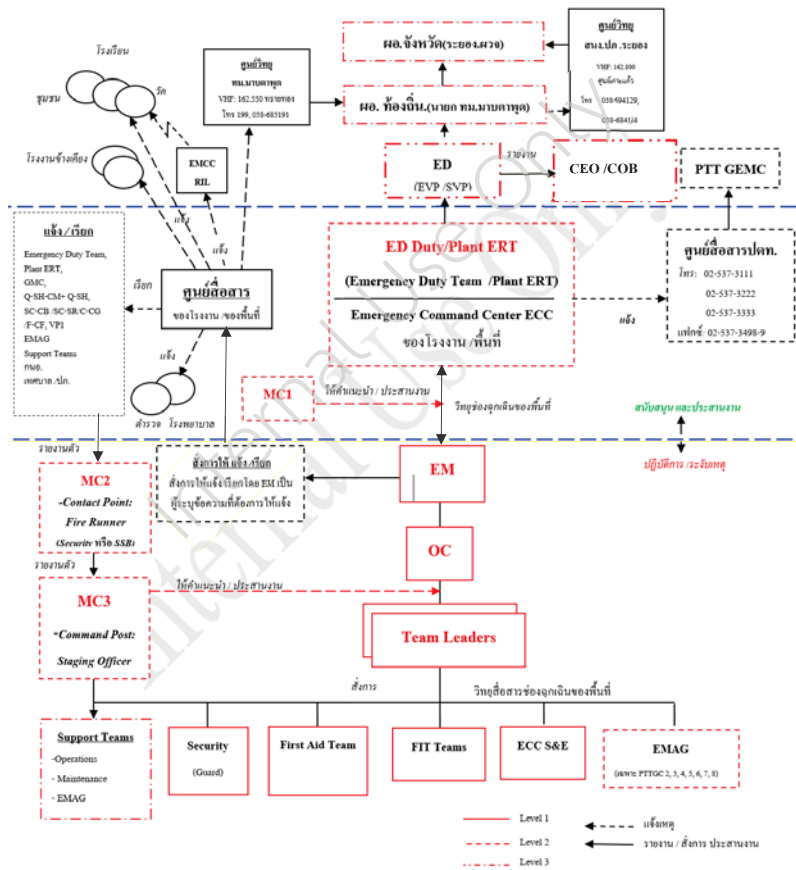 ศูนย์วิทยุ
สนง.ปภ.ระยอง
VHF: 162.800
ศูนย์เกาะแก้ว
โทร 038-694129,
ผอ.จังหวัด(ระยอง.ผวจ)
ศูนย์วิทยุ
ทม.มาบตาพุด
VHF: 162.550 ทรายทอง
โทร 199, 038-685191
ผอ. ท้องถิ่น.(นายก ทม.มาบตาพุด)
โรงเรียน
ชุมชน
วัด
โรงงานข้างเคียง
EMCC
RIL
ED
(EVP /SVP)
รายงาน
CEO /COB
PTT GEMC
แจ้ง
แจ้ง
แจ้ง /เรียก
Emergency Duty Team,
Plant ERT,
GMC,
Q-SH-CM+ Q-SH,
SC-CB /SC-SR/C-CG
/F-CF, VP1
EMAG
Support Teams
กนอ.
เทศบาล /ปภ.
เรียก
ศูนย์สื่อสาร
ของโรงงาน /ของพื้นที่
แจ้ง
ตำรวจ
โรงพยาบาล
ED Duty/Plant ERT
(Emergency Duty Team /Plant ERT)
Emergency Command Center ECC
ของโรงงาน /พื้นที่
แจ้ง
ศูนย์สื่อสารปตท.
โทร: 02-537-3111
02-537-3222
02-537-3333
แฟกซ์: 02-537-3498-9
MC1
ให้คำแนะนำ / ประสานงาน
วิทยุช่องฉุกเฉินของพื้นที่
สนับสนุน และประสานงาน
ปฏิบัติการ /ระงับเหตุ
รายงานตัว
MC2
-Contact Point:
Fire Runner
(Security หรือ SSB)
สั่งการให้ แจ้ง /เรียก
สั่งการให้แจ้ง/เรียกโดย EM เป็น
ผู้ระบุข้อความที่ต้องการให้แจ้ง
EM
OC
รายงานตัว
MC3
-Command Post:
Staging Officer
ให้คำแนะนำ / ประสานงาน
Team Leaders
สั่งการ
วิทยุสื่อสารช่องฉุกเฉินของพื้นที่
Support Teams
-Operations
- Maintenance
- EMAG
Security
(Guard)
First Aid Team
FIT Teams
ECC S&E
EMAG
(เฉพาะ PTTGC 2, 3, 4, 5, 6, 7, 8)
Level 1
Level 2
Level 3
แจ้งเหตุ
รายงาน / สั่งการ ประสานงาน
Internal Use Only
Internal Use Only